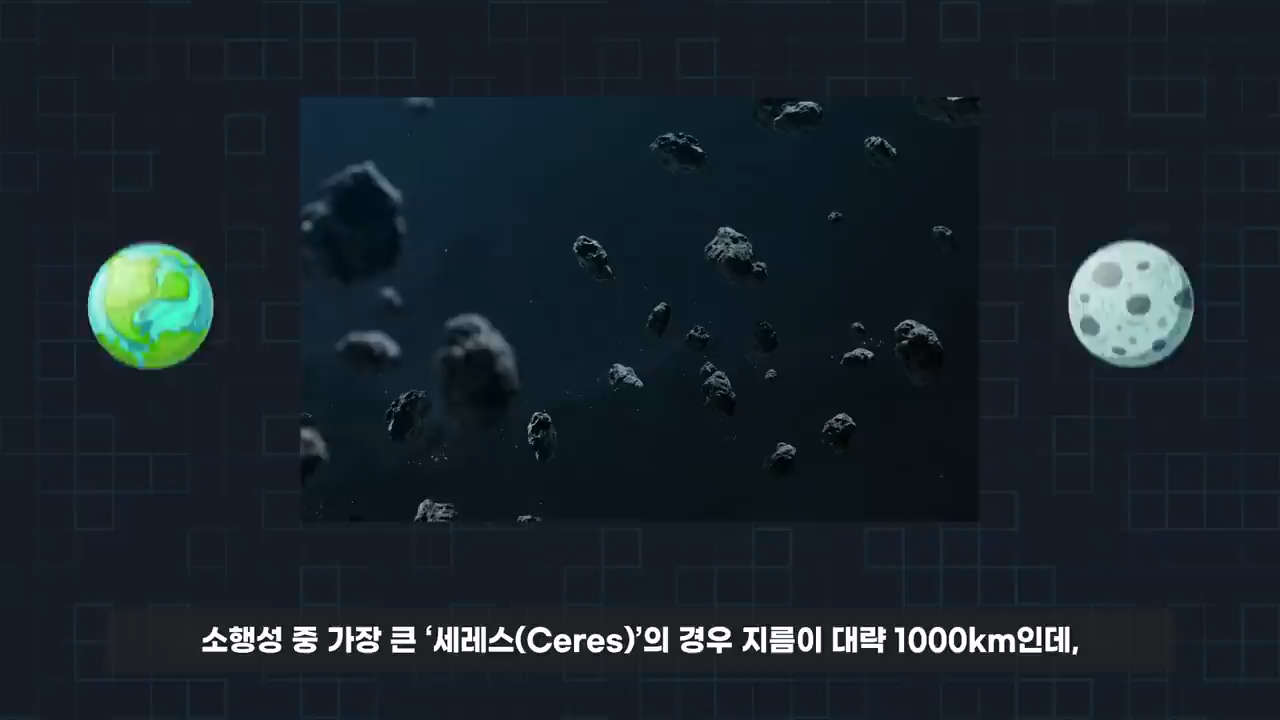 소행성 중 가장 큰 ‘세레스(Ceres)’의 경우 지름이 대략 1000km인데,